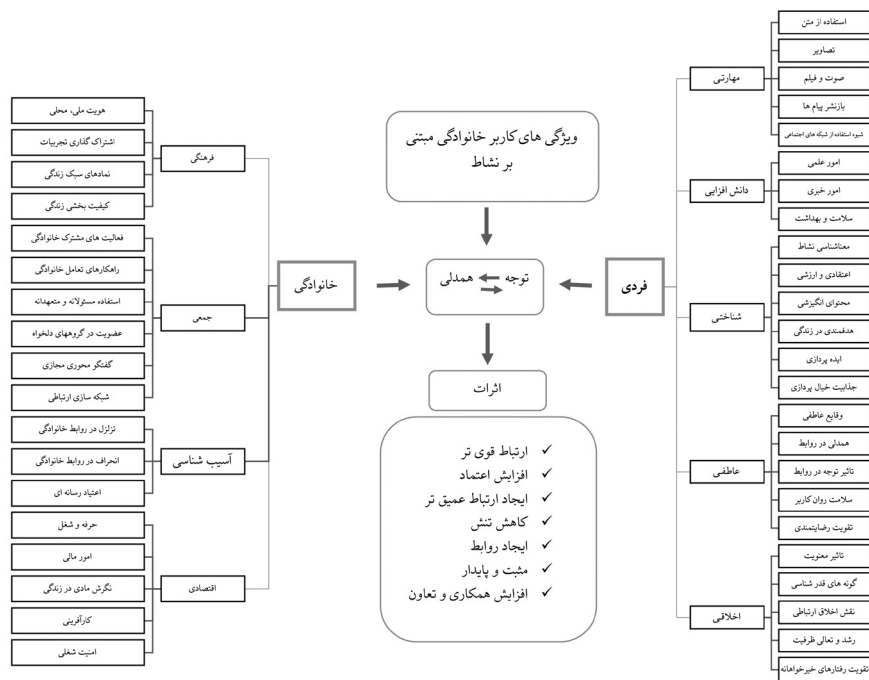 استفاده از متن
تصاویر
صوت و فیلم
بازنشر پیام ها
شیوه استفاده از شبکه های اجتماعی
مهارتی
امور علمی
امور خبری
سلامت و بهداشت
دانش افزایی
معناشناسی نشاط
اعتقادی و ارزشی
محتوای انگیزشی
هدفمندی در زندگی
ایده پردازی
جذابیت خیال پردازی
شناختی
وقایع عاطفی
همدلی در روابط
تاثیر توجه در روابط
سلامت روان کاربر
تقویت رضایتمندی
عاطفی
تاثیر معنویت
گونه های قدر شناسی
نقش اخلاق ارتباطی
رشد و تعالی ظرفیت
تقویت رفتارهای خیرخواهانه
اخلاقی
فردی
ویژگی های کاربر خانوادگی مبتنی
بر نشاط
توجه همدلی
اثرات
✓ ارتباط قوی تر
✓ افزایش اعتماد
✓ ایجاد ارتباط عمیق تر
✓ کاهش تنش
✓ ایجاد روابط
✓ مثبت و پایدار
✓ افزایش همکاری و تعاون
خانوادگی
فرهنگی
هویت ملی، محلی
اشتراک گذاری تجربیات
نمادهای سبک زندگی
کیفیت بخشی زندگی
جمعی
فعالیت های مشترک خانوادگی
راهکارهای تعامل خانوادگی
استفاده مسئولانه و متعهدانه
عضویت در گروههای دلخواه
گفتگو محوری مجازی
شبکه سازی ارتباطی
آسیب شناسی
تزلزل در روابط خانوادگی
انحراف در روابط خانوادگی
اعتیاد رسانه ای
اقتصادی
حرفه و شغل
امور مالی
نگرش مادی در زندگی
کارآفرینی
امنیت شغلی